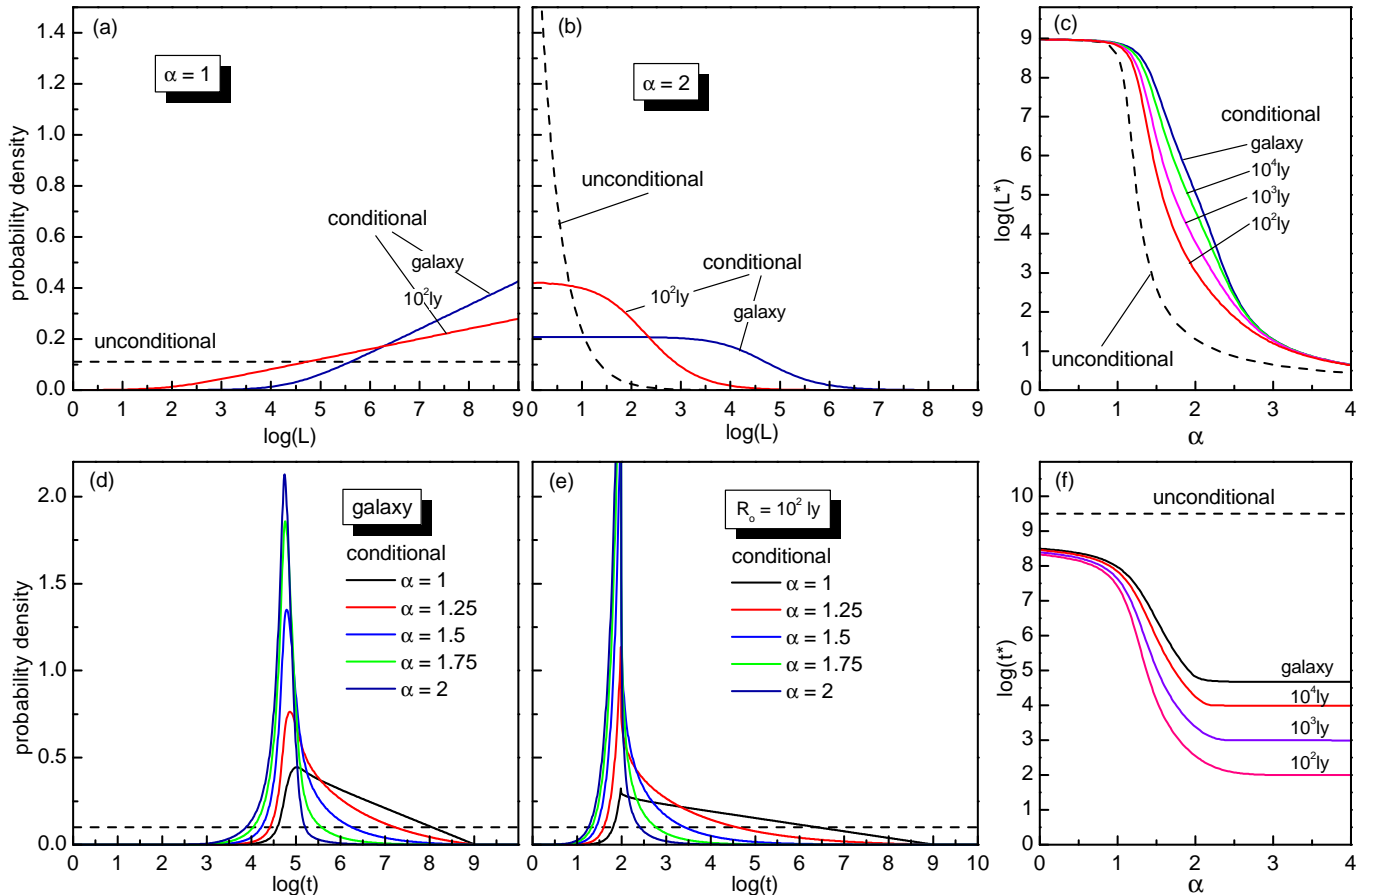 (a)
α = 1
conditional
galaxy
10²ly
unconditional
probability density
0.0
0.2
0.4
0.6
0.8
1.0
1.2
1.4
0 1 2 3 4 5 6 7 8 9
log(L)
(b)
α = 2
unconditional
conditional
10²ly
galaxy
0 1 2 3 4 5 6 7 8 9
log(L)
(c)
conditional
galaxy
10⁴ly
10³ly
10²ly
unconditional
log(L*)
0
1
2
3
4
5
6
7
8
9
0 1 2 3 4
α
(d)
galaxy
conditional
α = 1
α = 1.25
α = 1.5
α = 1.75
α = 2
probability density
0.0
0.5
1.0
1.5
2.0
0 1 2 3 4 5 6 7 8 9
log(t)
(e)
Rₒ = 10² ly
conditional
α = 1
α = 1.25
α = 1.5
α = 1.75
α = 2
0 1 2 3 4 5 6 7 8 9 10
log(t)
(f)
unconditional
galaxy
10⁴ly
10³ly
10²ly
log(t*)
0
1
2
3
4
5
6
7
8
9
10
0 1 2 3 4
α